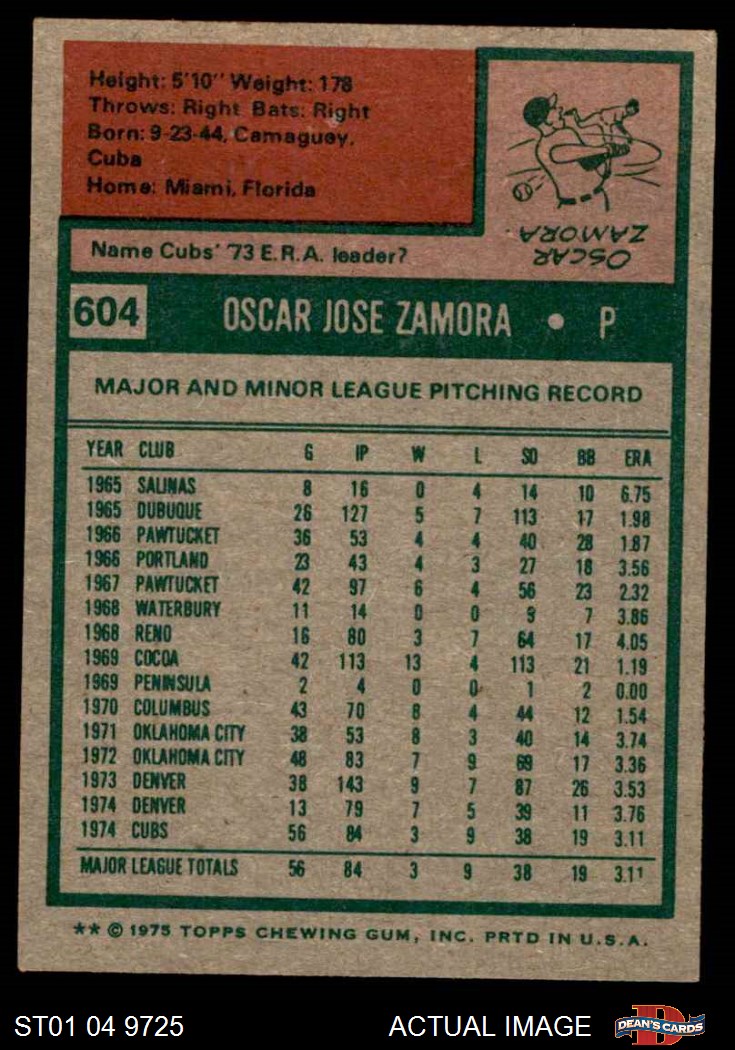 Height: 5'10" Weight: 178
Throws: Right Bats: Right
Born: 9-23-44, Camaguey,
Cuba
Home: Miami, Florida
Name Cubs' '73 E.R.A. leader?
OSCAR
ZAMORA.
604 OSCAR JOSE ZAMORA • P
MAJOR AND MINOR LEAGUE PITCHING RECORD
YEAR CLUB G IP W L SO BB ERA
1965 SALINAS 8 16 0 4 14 10 6.75
1965 DUBUQUE 26 127 5 7 113 17 1.98
1966 PAWTUCKET 36 53 4 4 40 28 1.87
1966 PORTLAND 23 43 4 3 27 18 3.56
1967 PAWTUCKET 42 97 6 4 56 23 2.32
1968 WATERBURY 11 14 0 0 9 7 3.86
1968 RENO 16 80 3 7 64 17 4.05
1969 COCOA 42 113 13 4 113 21 1.19
1969 PENINSULA 2 4 0 0 1 2 0.00
1970 COLUMBUS 43 70 8 4 44 12 1.54
1971 OKLAHOMA CITY 38 53 8 3 40 14 3.74
1972 OKLAHOMA CITY 48 83 7 9 69 17 3.36
1973 DENVER 38 143 9 7 87 26 3.53
1974 DENVER 13 79 7 5 39 11 3.76
1974 CUBS 56 84 3 9 38 19 3.11
MAJOR LEAGUE TOTALS 56 84 3 9 38 19 3.11
** © 1975 TOPPS CHEWING GUM, INC. PRTD IN U.S.A.
ST01 04 9725 ACTUAL IMAGE
D
DEAN'S CARDS